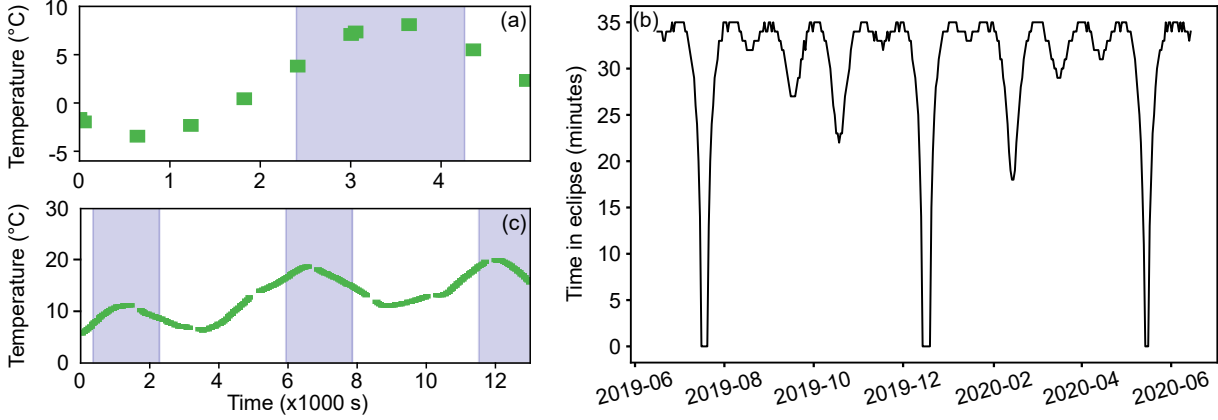 (a)
Temperature (°C)
10
5
0
-5
0 1 2 3 4
(c)
Temperature (°C)
30
20
10
0
0 2 4 6 8 10 12
Time (x1000 s)
(b)
Time in eclipse (minutes)
35
30
25
20
15
10
5
0
2019-06 2019-08 2019-10 2019-12 2020-02 2020-04 2020-06